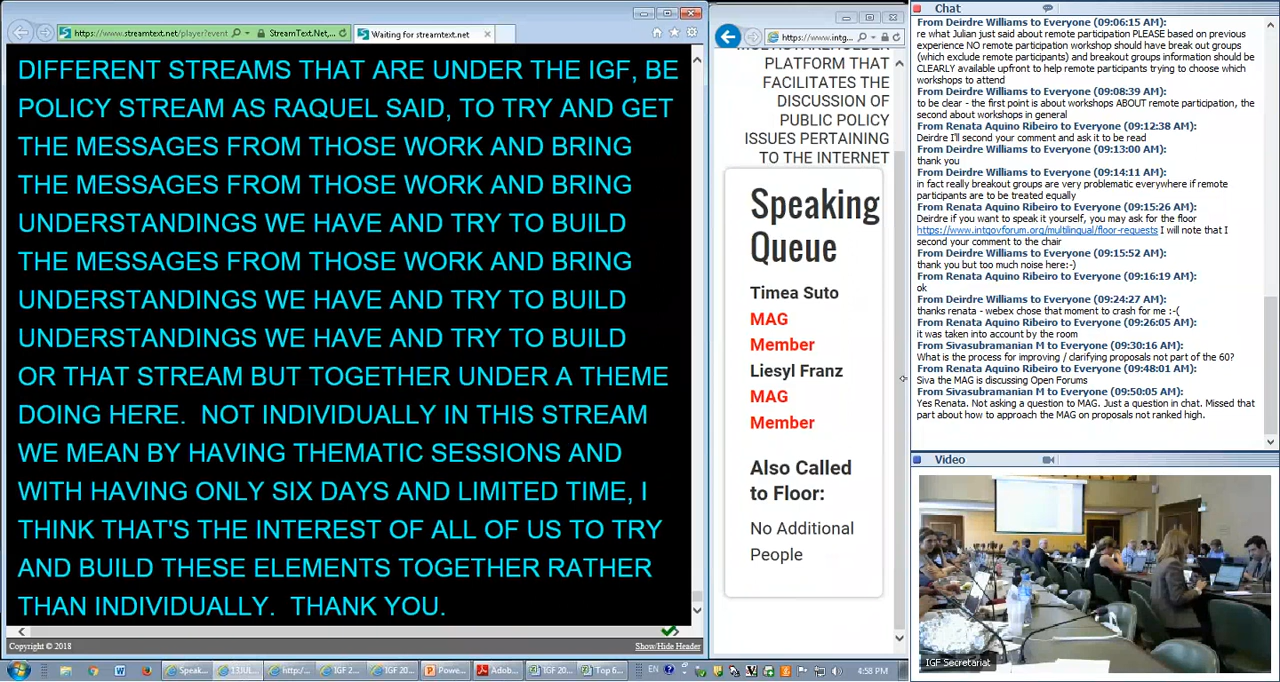 https://www.streamtext.net/player?event
StreamText.Net,...
Waiting for streamtext.net
DIFFERENT STREAMS THAT ARE UNDER THE IGF, BE
POLICY STREAM AS RAQUEL SAID, TO TRY AND GET
THE MESSAGES FROM THOSE WORK AND BRING
THE MESSAGES FROM THOSE WORK AND BRING
UNDERSTANDINGS WE HAVE AND TRY TO BUILD
THE MESSAGES FROM THOSE WORK AND BRING
UNDERSTANDINGS WE HAVE AND TRY TO BUILD
UNDERSTANDINGS WE HAVE AND TRY TO BUILD
OR THAT STREAM BUT TOGETHER UNDER A THEME
DOING HERE.  NOT INDIVIDUALLY IN THIS STREAM
WE MEAN BY HAVING THEMATIC SESSIONS AND
WITH HAVING ONLY SIX DAYS AND LIMITED TIME, I
THINK THAT'S THE INTEREST OF ALL OF US TO TRY
AND BUILD THESE ELEMENTS TOGETHER RATHER
THAN INDIVIDUALLY.  THANK YOU.
Copyright © 2018
Show/Hide Header
https://www.intg...
MULTISTAKEHOLDER
PLATFORM THAT
FACILITATES THE
DISCUSSION OF
PUBLIC POLICY
ISSUES PERTAINING
TO THE INTERNET
Speaking
Queue
Timea Suto
MAG
Member
Liesyl Franz
MAG
Member
Also Called
to Floor:
No Additional
People
Chat
From Deirdre Williams to Everyone (09:06:15 AM):
re what Julian just said about remote participation PLEASE based on previous
experience NO remote participation workshop should have break out groups
(which exclude remote participants) and breakout groups information should be
CLEARLY available upfront to help remote participants trying to choose which
workshops to attend
From Deirdre Williams to Everyone (09:08:39 AM):
to be clear - the first point is about workshops ABOUT remote participation, the
second about workshops in general
From Renata Aquino Ribeiro to Everyone (09:12:38 AM):
Deirdre I'll second your comment and ask it to be read
From Deirdre Williams to Everyone (09:13:00 AM):
thank you
From Deirdre Williams to Everyone (09:14:11 AM):
in fact really breakout groups are very problematic everywhere if remote
participants are to be treated equally
From Renata Aquino Ribeiro to Everyone (09:15:26 AM):
Deirdre if you want to speak it yourself, you may ask for the floor
https://www.intgovforum.org/multilingual/floor-requests I will note that I
second your comment to the chair
From Deirdre Williams to Everyone (09:15:52 AM):
thank you but too much noise here:-)
From Renata Aquino Ribeiro to Everyone (09:16:19 AM):
ok
From Deirdre Williams to Everyone (09:24:27 AM):
thanks renata - webex chose that moment to crash for me :-(
From Renata Aquino Ribeiro to Everyone (09:26:05 AM):
it was taken into account by the room
From Sivasubramanian M to Everyone (09:30:16 AM):
What is the process for improving / clarifying proposals not part of the 60?
From Renata Aquino Ribeiro to Everyone (09:48:01 AM):
Siva the MAG is discussing Open Forums
From Sivasubramanian M to Everyone (09:50:05 AM):
Yes Renata. Not asking a question to MAG. Just a question in chat. Missed that
part about how to approach the MAG on proposals not ranked high.
Video
IGF Secretariat
Speak...
13JUL...
http:/...
IGF 2...
IGF 20...
Powe...
Adob...
IGF 20...
Top 6...
EN
4:58 PM